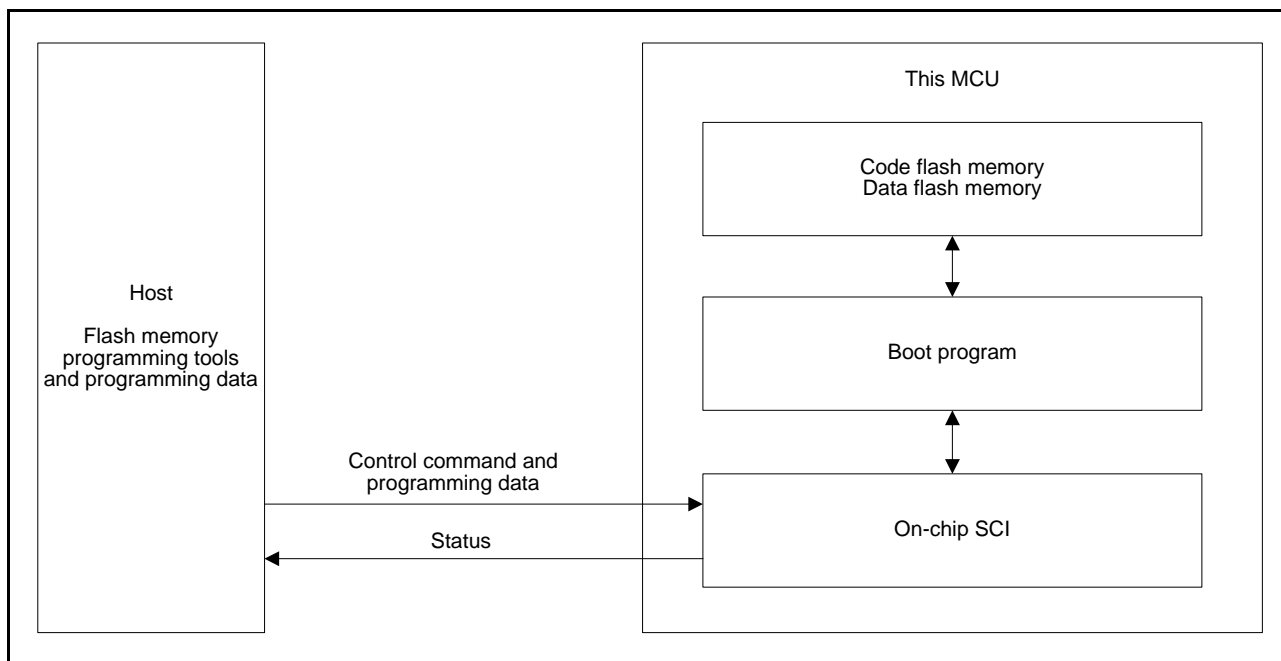 Host
Flash memory
programming tools
and programming data
Control command and
programming data
Status
This MCU
Code flash memory
Data flash memory
Boot program
On-chip SCI